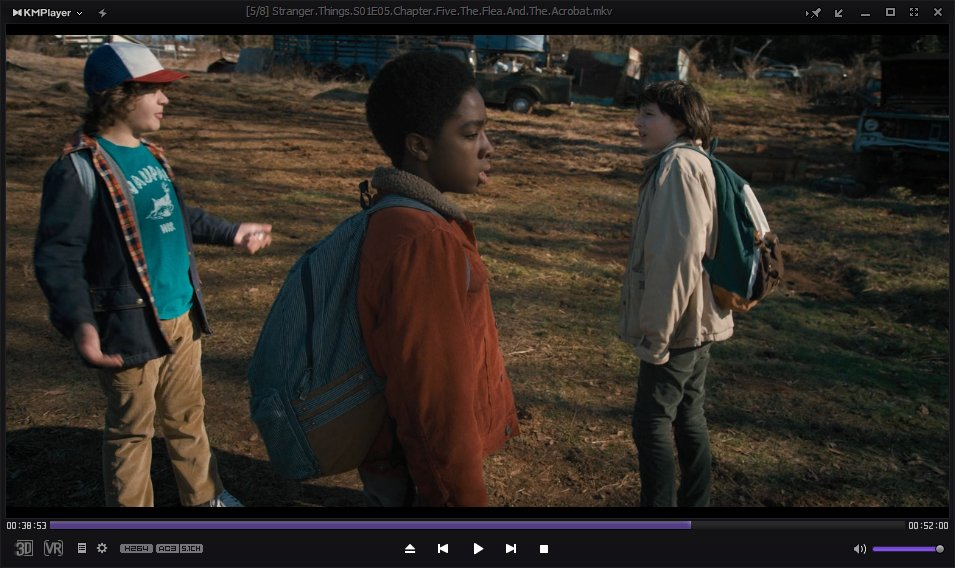 KMPlayer
[5/8] Stranger.Things.S01E05.Chapter.Five.The.Flea.And.The.Acrobat.mkv
00:38:53
00:52:00
3D VR H264 AC3 5.1CH